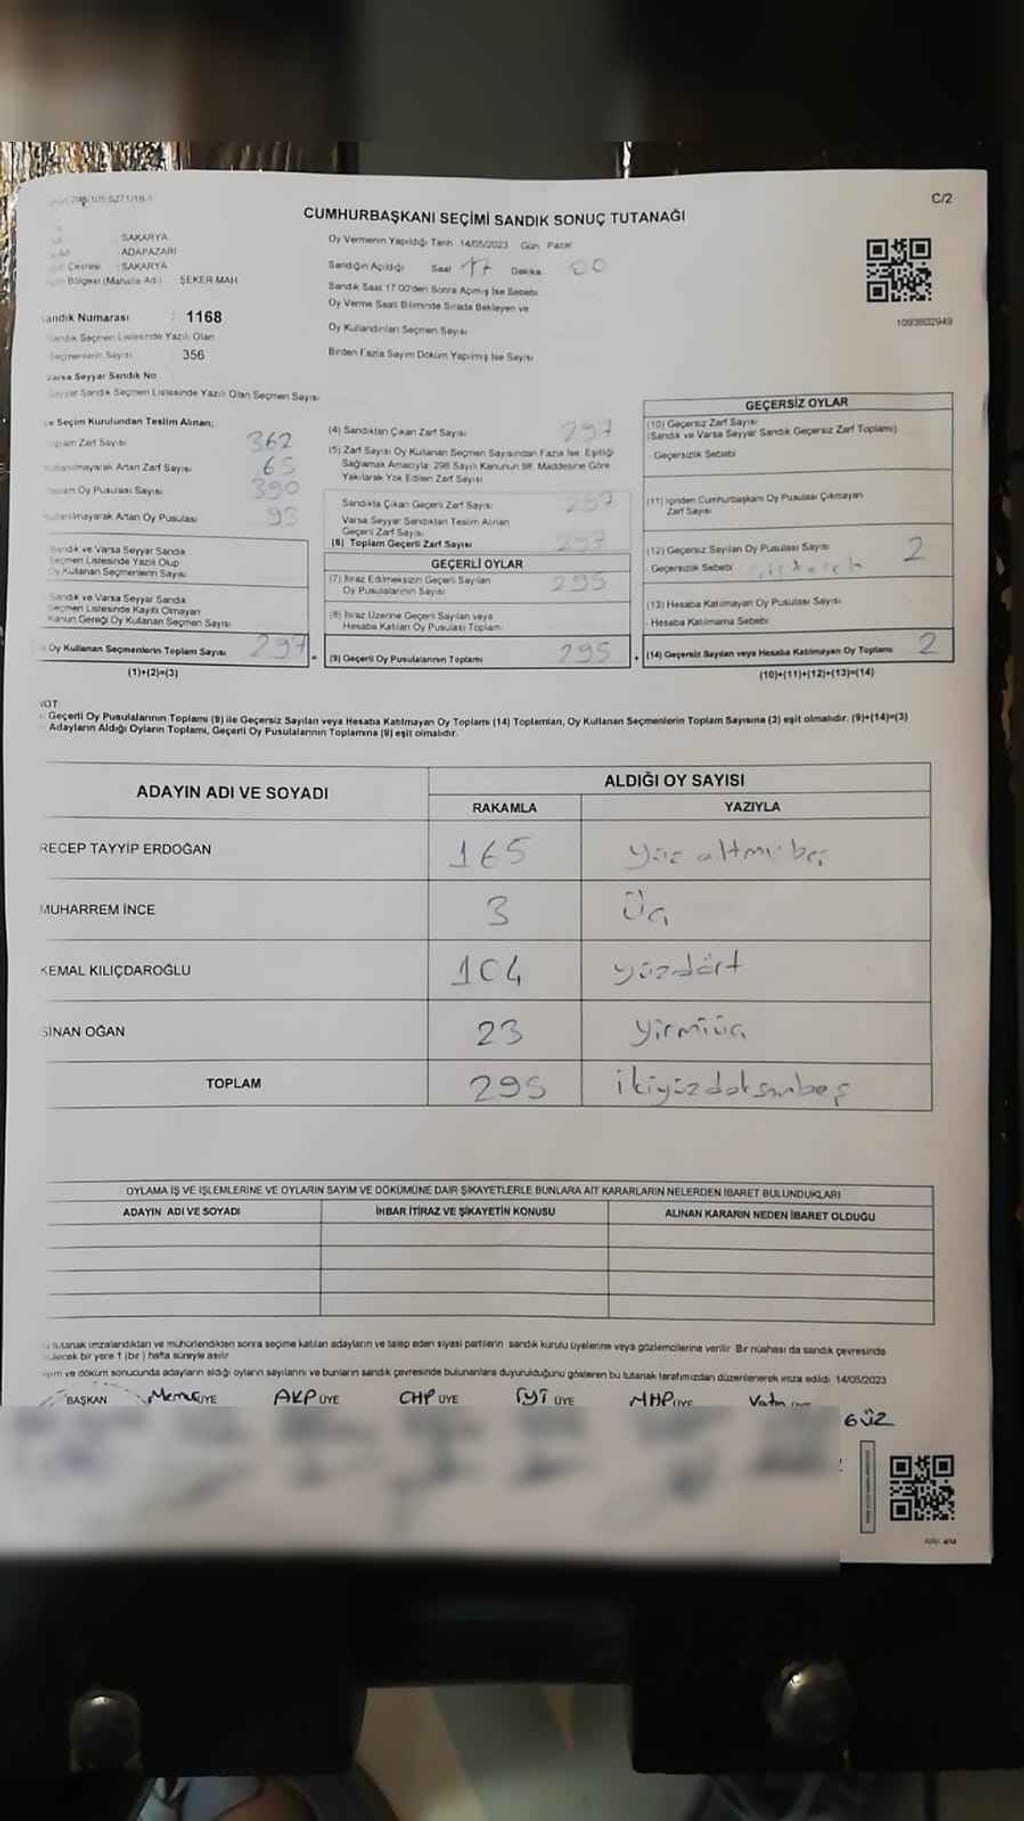 C/2
CUMHURBAŞKANI SEÇİMİ SANDIK SONUÇ TUTANAĞI
SAKARYA
ADAPAZARI
Çevresi : SAKARYA
Bölgesi (Mahalle Adı) ŞEKER MAH
Sandık Numarası : 1168
Sandık Seçmen Listesinde Yazılı Olan
Seçmenlerin Sayısı 356
Varsa Seyyar Sandık No
Seyyar Sandık Seçmen Listesinde Yazılı Olan Seçmen Sayısı
Oy Vermenin Yapıldığı Tarih 14/05/2023 Gün Pazar
Sandığın Açıldığı Saat 17 Dakika 00
Sandık Saat 17.00'den Sonra Açılmış İse Sebebi
Oy Verme Saati Bitiminde Sırada Bekleyen ve
Oy Kullandırılan Seçmen Sayısı
Birden Fazla Sayım Döküm Yapılmış İse Sayısı
1093602949
Seçim Kurulundan Teslim Alınan;
Toplam Zarf Sayısı 362
Kullanılmayarak Artan Zarf Sayısı 65
Toplam Oy Pusulası Sayısı 390
Kullanılmayarak Artan Oy Pusulası 93
Sandık ve Varsa Seyyar Sandık
Seçmen Listesinde Yazılı Olup
Oy Kullanan Seçmenlerin Sayısı
Sandık ve Varsa Seyyar Sandık
Seçmen Listesinde Kayıtlı Olmayan
Kanun Gereği Oy Kullanan Seçmen Sayısı
Oy Kullanan Seçmenlerin Toplam Sayısı 297
(1)+(2)=(3)
(4) Sandıktan Çıkan Zarf Sayısı 297
(5) Zarf Sayısı Oy Kullanan Seçmen Sayısından Fazla İse, Eşitliği
Sağlamak Amacıyla; 298 Sayılı Kanunun 98. Maddesine Göre
Yakılarak Yok Edilen Zarf Sayısı
Sandıkta Çıkan Geçerli Zarf Sayısı 297
Varsa Seyyar Sandıktan Teslim Alınan
Geçerli Zarf Sayısı
(6) Toplam Geçerli Zarf Sayısı 297
GEÇERLİ OYLAR
(7) İtiraz Edilmeksizin Geçerli Sayılan
Oy Pusulalarının Sayısı 295
(8) İtiraz Üzerine Geçerli Sayılan veya
Hesaba Katılan Oy Pusulası Toplam
(9) Geçerli Oy Pusulalarının Toplamı 295
GEÇERSİZ OYLAR
(10) Geçersiz Zarf Sayısı
(Sandık ve Varsa Seyyar Sandık Geçersiz Zarf Toplamı)
- Geçersizlik Sebebi
(11) İçinden Cumhurbaşkanı Oy Pusulası Çıkmayan
Zarf Sayısı
(12) Geçersiz Sayılan Oy Pusulası Sayısı 2
- Geçersizlik Sebebi
(13) Hesaba Katılmayan Oy Pusulası Sayısı
- Hesaba Katılmama Sebebi
+ (14) Geçersiz Sayılan veya Hesaba Katılmayan Oy Toplamı 2
(10)+(11)+(12)+(13)=(14)
NOT
Geçerli Oy Pusulalarının Toplamı (9) ile Geçersiz Sayılan veya Hesaba Katılmayan Oy Toplamı (14) Toplamları, Oy Kullanan Seçmenlerin Toplam Sayısına (3) eşit olmalıdır. (9)+(14)=(3)
Adayların Aldığı Oyların Toplamı, Geçerli Oy Pusulalarının Toplamına (9) eşit olmalıdır.
ADAYIN ADI VE SOYADI ALDIĞI OY SAYISI
RAKAMLA YAZIYLA
RECEP TAYYİP ERDOĞAN 165 yüz altmışbeş
MUHARREM İNCE 3 üç
KEMAL KILIÇDAROĞLU 104 yüzdört
SİNAN OĞAN 23 yirmiüç
TOPLAM 295 ikiyüzdoksanbeş
OYLAMA İŞ VE İŞLEMLERİNE VE OYLARIN SAYIM VE DÖKÜMÜNE DAİR ŞİKAYETLERLE BUNLARA AİT KARARLARIN NELERDEN İBARET BULUNDUKLARI
ADAYIN ADI VE SOYADI İHBAR İTİRAZ VE ŞİKAYETİN KONUSU ALINAN KARARIN NEDEN İBARET OLDUĞU
tutanak imzalandıktan ve mühürlendikten sonra seçime katılan adayların ve talep eden siyasi partilerin sandık kurulu üyelerine veya gözlemcilerine verilir. Bir nüshası da sandık çevresinde
bir yere 1 (bir) hafta süreyle asılır
ve döküm sonucunda adayların aldığı oyların sayılarını ve bunların sandık çevresinde bulunanlara duyurulduğunu gösteren bu tutanak tarafımızdan düzenlenerek imza edildi. 14/05/2023
BAŞKAN Memur ÜYE AKP ÜYE CHP ÜYE İYİ ÜYE MHP ÜYE Vatan
GÜZ